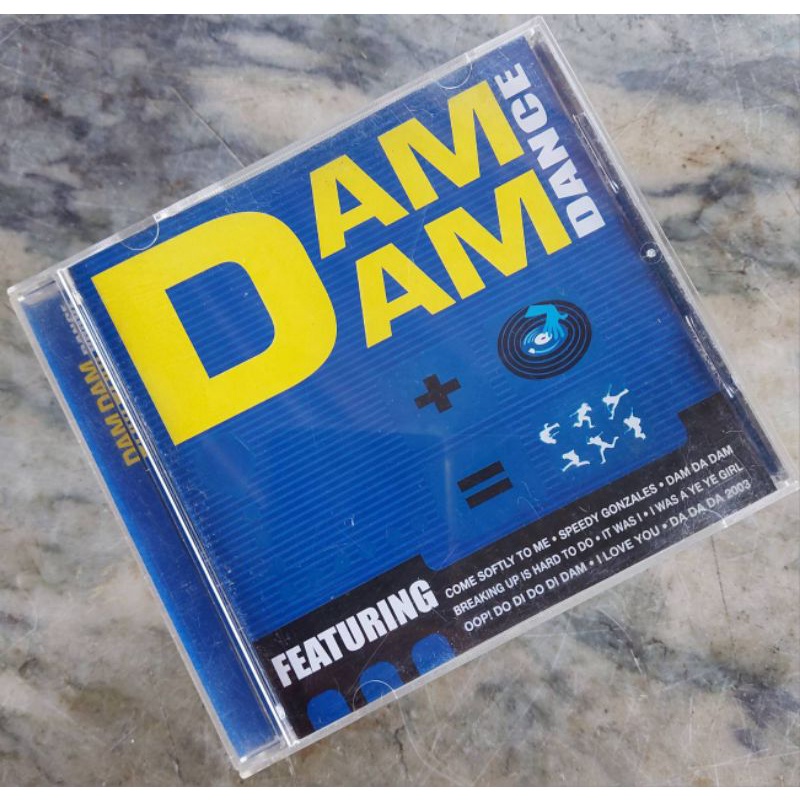 DAM
DAM
DANCE
+
=
FEATURING
COME SOFTLY TO ME • SPEEDY GONZALES • DAM DA DAM
BREAKING UP IS HARD TO DO • IT WAS I • I WAS A YE YE GIRL
OOP! DO DI DO DI DAM • I LOVE YOU • DA DA DA 2003
DAM DAM DANCE